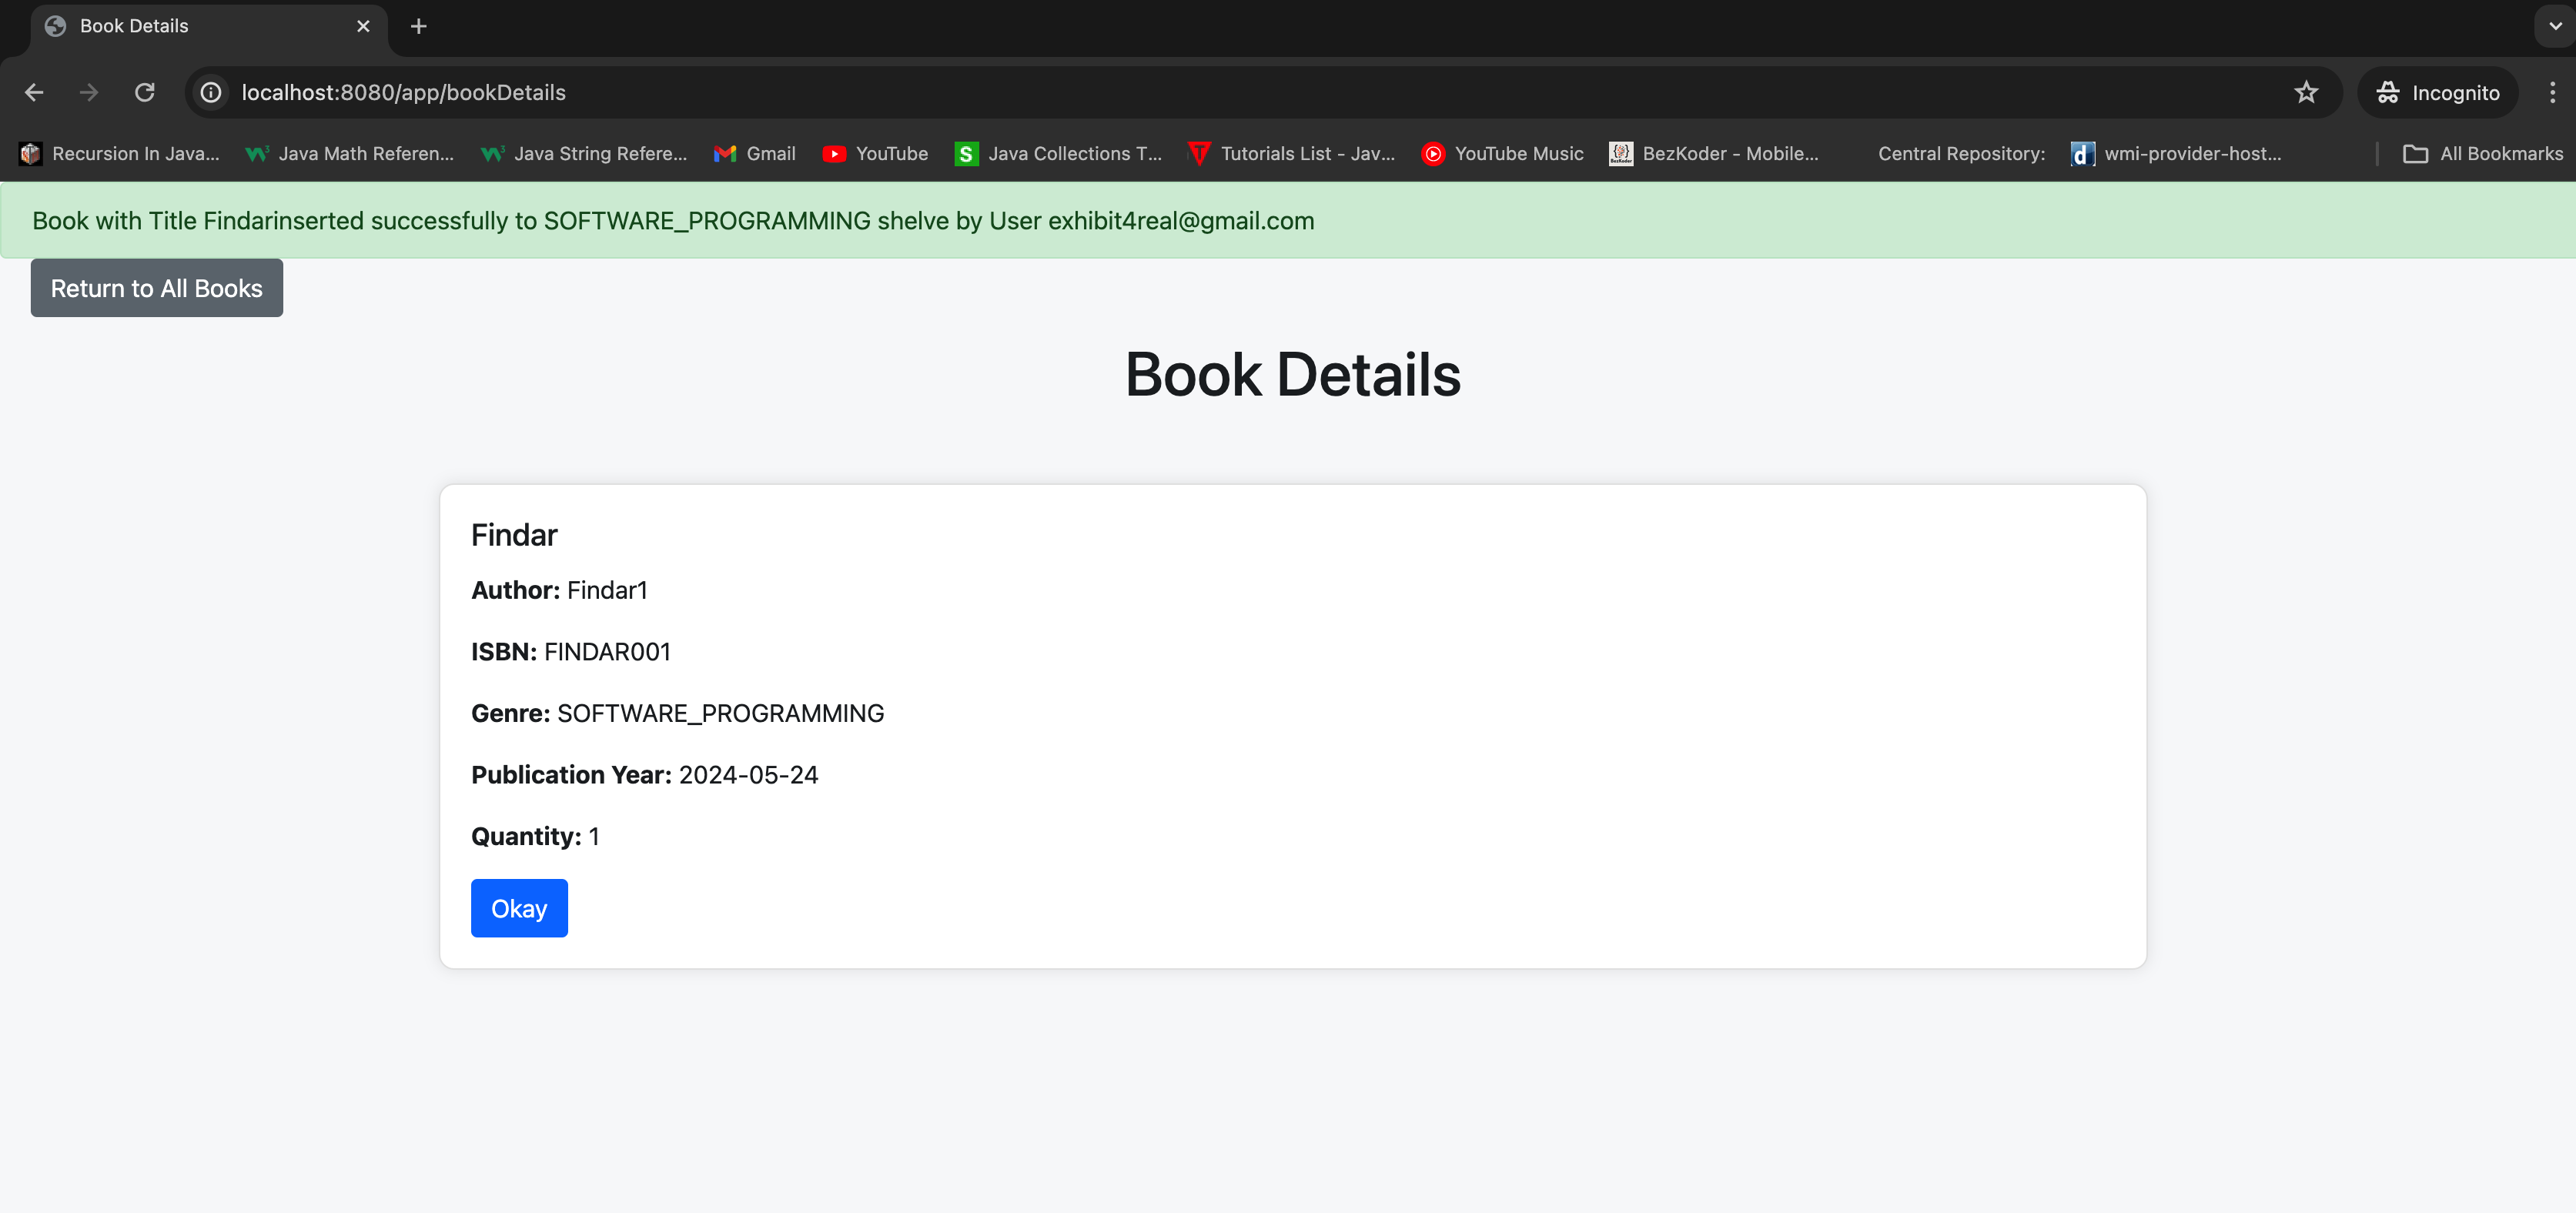 Book Details
localhost:8080/app/bookDetails
Incognito
Recursion In Java... Java Math Referen... Java String Refere... Gmail YouTube Java Collections T... Tutorials List - Jav... YouTube Music BezKoder - Mobile... Central Repository: wmi-provider-host... All Bookmarks
Book with Title Findarinserted successfully to SOFTWARE_PROGRAMMING shelve by User exhibit4real@gmail.com
Return to All Books
Book Details
Findar
Author: Findar1
ISBN: FINDAR001
Genre: SOFTWARE_PROGRAMMING
Publication Year: 2024-05-24
Quantity: 1
Okay